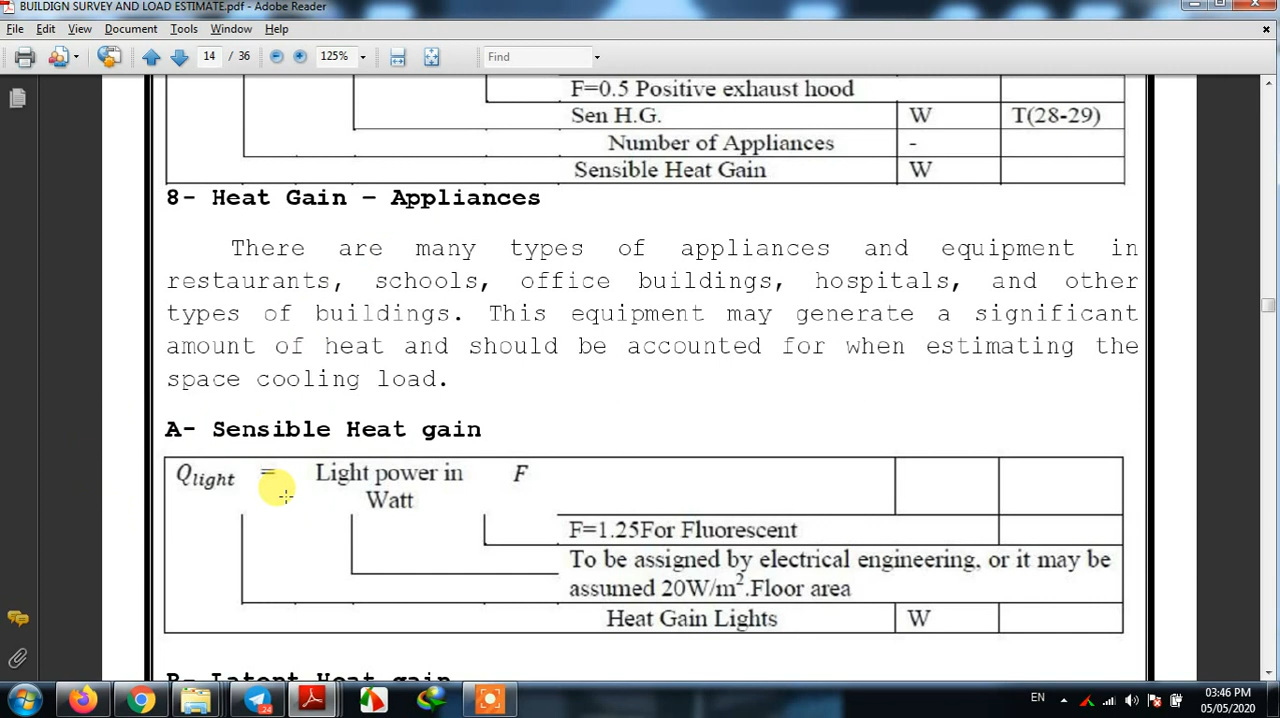 BUILDIGN SURVEY AND LOAD ESTIMATE.pdf - Adobe Reader
File Edit View Document Tools Window Help
14 / 36 125% Find
F=0.5 Positive exhaust hood
Sen H.G. W T(28-29)
Number of Appliances -
Sensible Heat Gain W
8- Heat Gain – Appliances
There are many types of appliances and equipment in
restaurants, schools, office buildings, hospitals, and other
types of buildings. This equipment may generate a significant
amount of heat and should be accounted for when estimating the
space cooling load.
A- Sensible Heat gain
Qlight = Light power in F
Watt
F=1.25For Fluorescent
To be assigned by electrical engineering, or it may be
assumed 20W/m².Floor area
Heat Gain Lights W
B- Latent Heat gain
24
EN 03:46 PM
05/05/2020